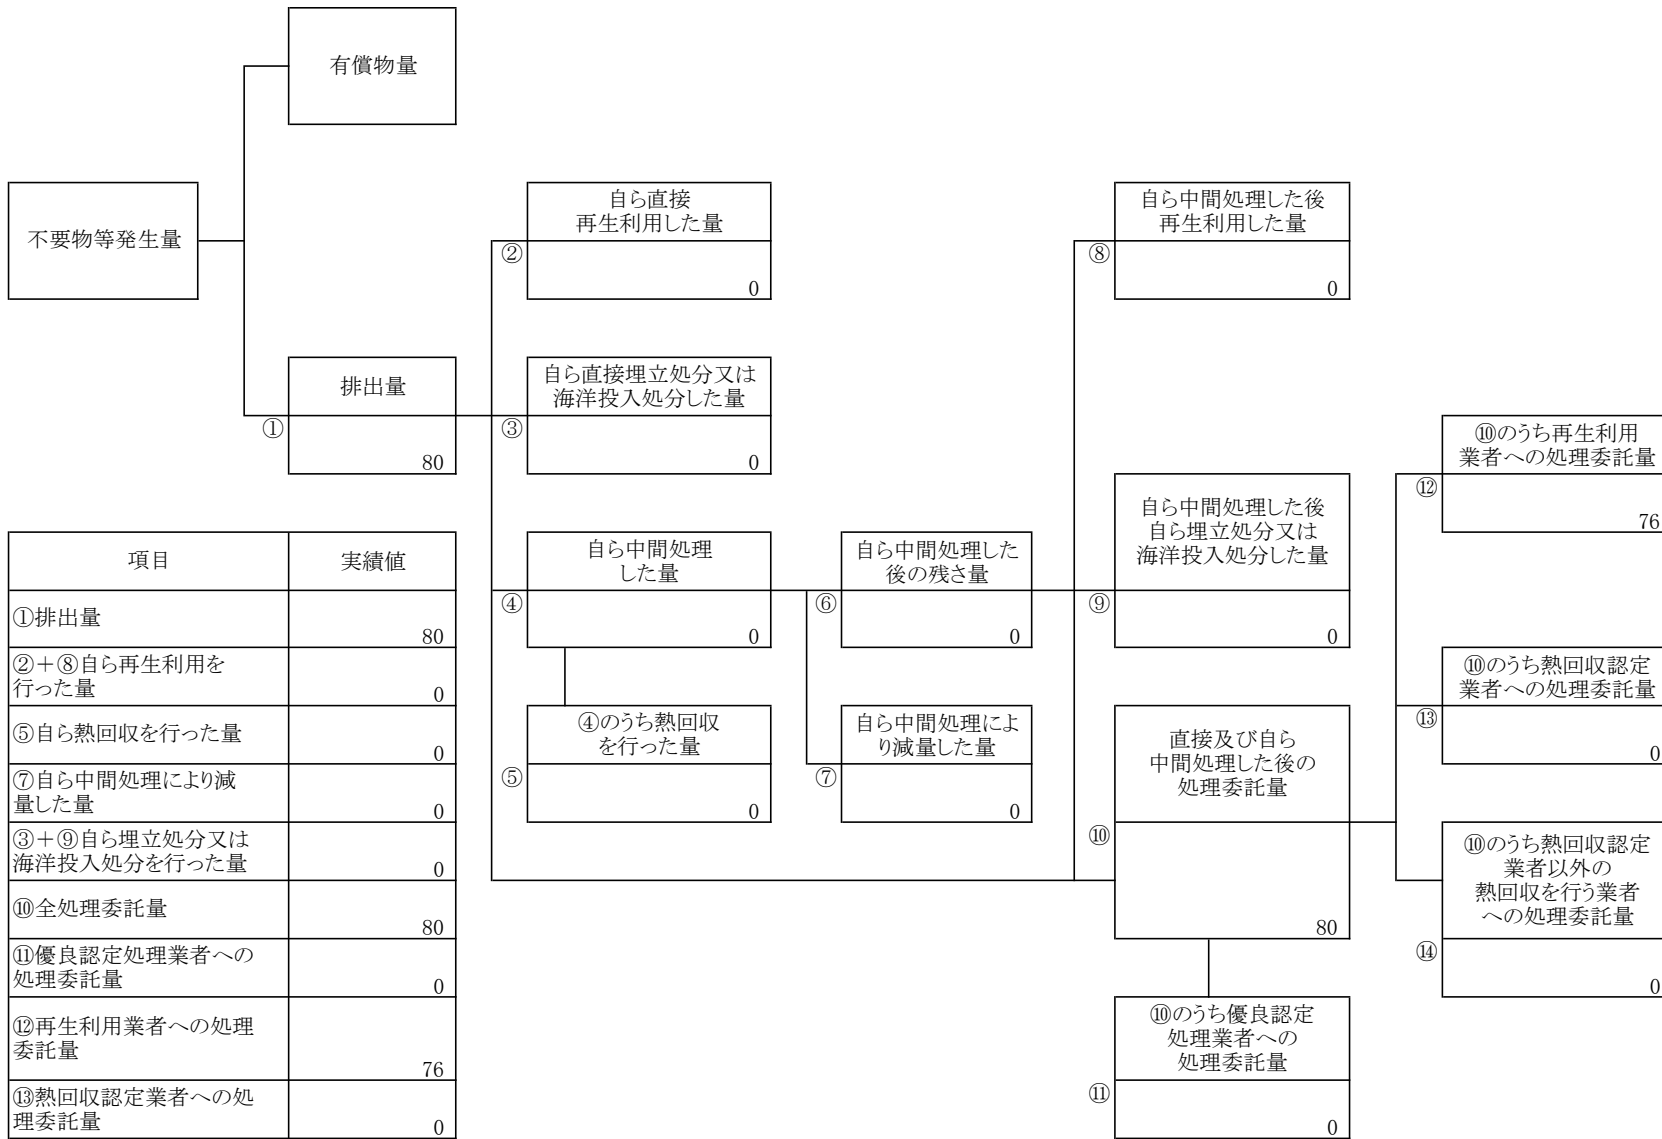 有償物量
不要物等発生量
自ら直接
再生利用した量
②
0
自ら中間処理した後
再生利用した量
⑧
0
排出量
①
80
自ら直接埋立処分又は
海洋投入処分した量
③
0
⑩のうち再生利用
業者への処理委託量
⑫
76
自ら中間処理した後
自ら埋立処分又は
海洋投入処分した量
⑨
0
自ら中間処理
した量
④
0
自ら中間処理した
後の残さ量
⑥
0
⑩のうち熱回収認定
業者への処理委託量
⑬
0
④のうち熱回収
を行った量
⑤
0
自ら中間処理によ
り減量した量
⑦
0
直接及び自ら
中間処理した後の
処理委託量
⑩
80
⑩のうち熱回収認定
業者以外の
熱回収を行う業者
への処理委託量
⑭
0
⑩のうち優良認定
処理業者への
処理委託量
⑪
0
項目 実績値
①排出量
80
②＋⑧自ら再生利用を
行った量
0
⑤自ら熱回収を行った量
0
⑦自ら中間処理により減
量した量
0
③＋⑨自ら埋立処分又は
海洋投入処分を行った量
0
⑩全処理委託量
80
⑪優良認定処理業者への
処理委託量
0
⑫再生利用業者への処理
委託量
76
⑬熱回収認定業者への処
理委託量
0